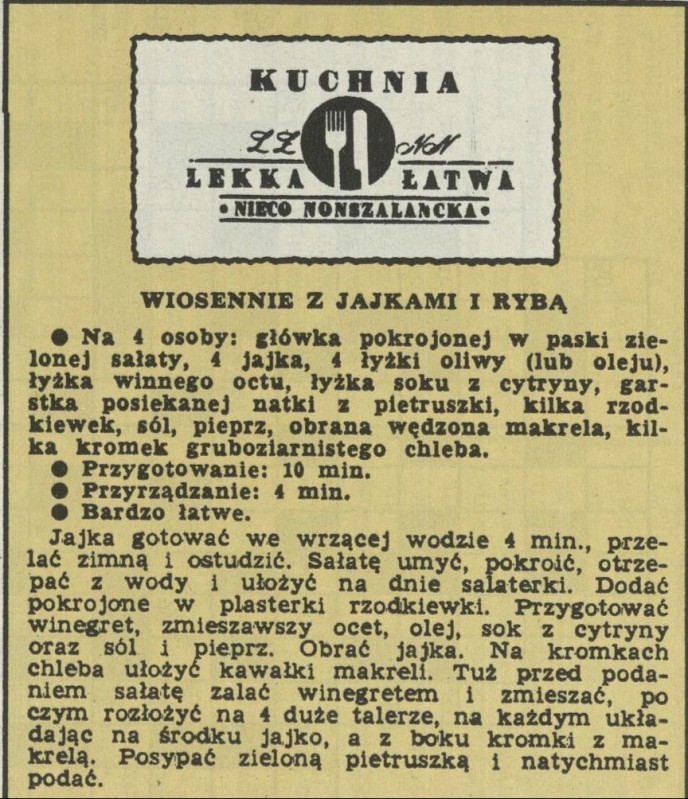 KUCHNIA
ŁŁ NN
LEKKA ŁATWA
• NIECO NONSZALANCKA •
WIOSENNIE Z JAJKAMI I RYBĄ
● Na 4 osoby: główka pokrojonej w paski zie-
lonej sałaty, 4 jajka, 4 łyżki oliwy (lub oleju),
łyżka winnego octu, łyżka soku z cytryny, gar-
stka posiekanej natki z pietruszki, kilka rzod-
kiewek, sól, pieprz, obrana wędzona makrela, kil-
ka kromek gruboziarnistego chleba.
● Przygotowanie: 10 min.
● Przyrządzanie: 4 min.
● Bardzo łatwe.
Jajka gotować we wrzącej wodzie 4 min., prze-
lać zimną i ostudzić. Sałatę umyć, pokroić, otrze-
pać z wody i ułożyć na dnie salaterki. Dodać
pokrojone w plasterki rzodkiewki. Przygotować
winegret, zmieszawszy ocet, olej, sok z cytryny
oraz sól i pieprz. Obrać jajka. Na kromkach
chleba ułożyć kawałki makreli. Tuż przed poda-
niem sałatę zalać winegretem i zmieszać, po
czym rozłożyć na 4 duże talerze, na każdym ukła-
dając na środku jajko, a z boku kromki z ma-
krelą. Posypać zieloną pietruszką i natychmiast
podać.